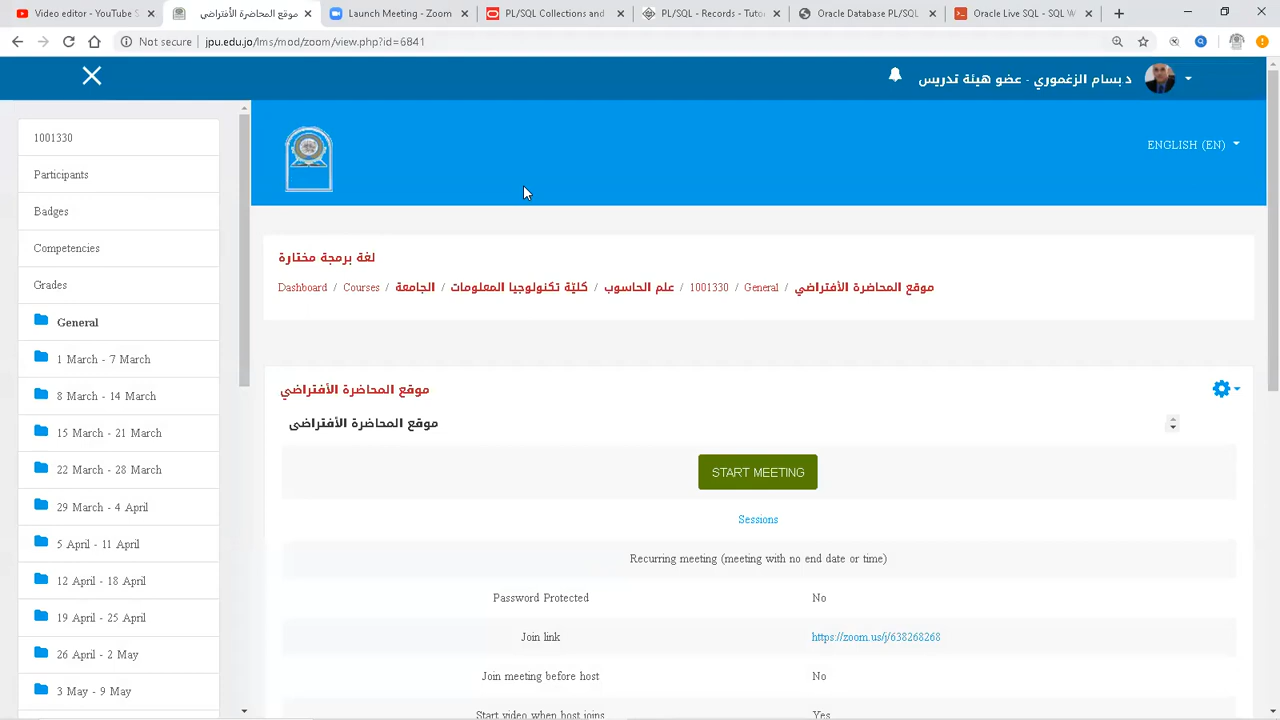 Video editor - YouTube S
موقع المحاضرة الأفتراضي
Launch Meeting - Zoom
PL/SQL Collections and
PL/SQL - Records - Tuto
Oracle Database PL/SQL
Oracle Live SQL - SQL W
Not secure | jpu.edu.jo/lms/mod/zoom/view.php?id=6841
د بسام الزغموري - عضو هيئة تدريس
ENGLISH (EN)
1001330
Participants
Badges
Competencies
Grades
General
1 March - 7 March
8 March - 14 March
15 March - 21 March
22 March - 28 March
29 March - 4 April
5 April - 11 April
12 April - 18 April
19 April - 25 April
26 April - 2 May
3 May - 9 May
لغة برمجة مختارة
Dashboard / Courses / الجامعة / كليّة تكنولوجيا المعلومات / علم الحاسوب / 1001330 / General / موقع المحاضرة الأفتراضي
موقع المحاضرة الأفتراضي
موقع المحاضرة الأفتراضي
START MEETING
Sessions
Recurring meeting (meeting with no end date or time)
Password Protected No
Join link https://zoom.us/j/638268268
Join meeting before host No
Start video when host joins Yes